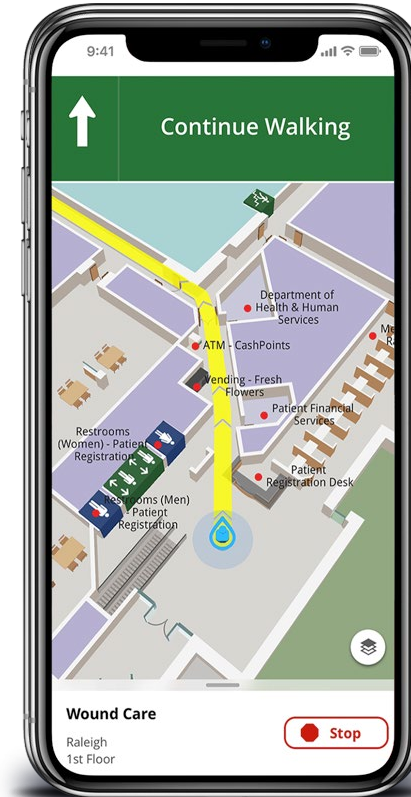 9:41
Continue Walking
Department of
Health & Human
Services
ATM - CashPoints
Vending - Fresh
Flowers
Patient Financial
Services
Restrooms
(Women) - Patient
Registration
Patient
Registration Desk
Restrooms (Men)
- Patient
Registration
Wound Care
Raleigh
1st Floor
Stop